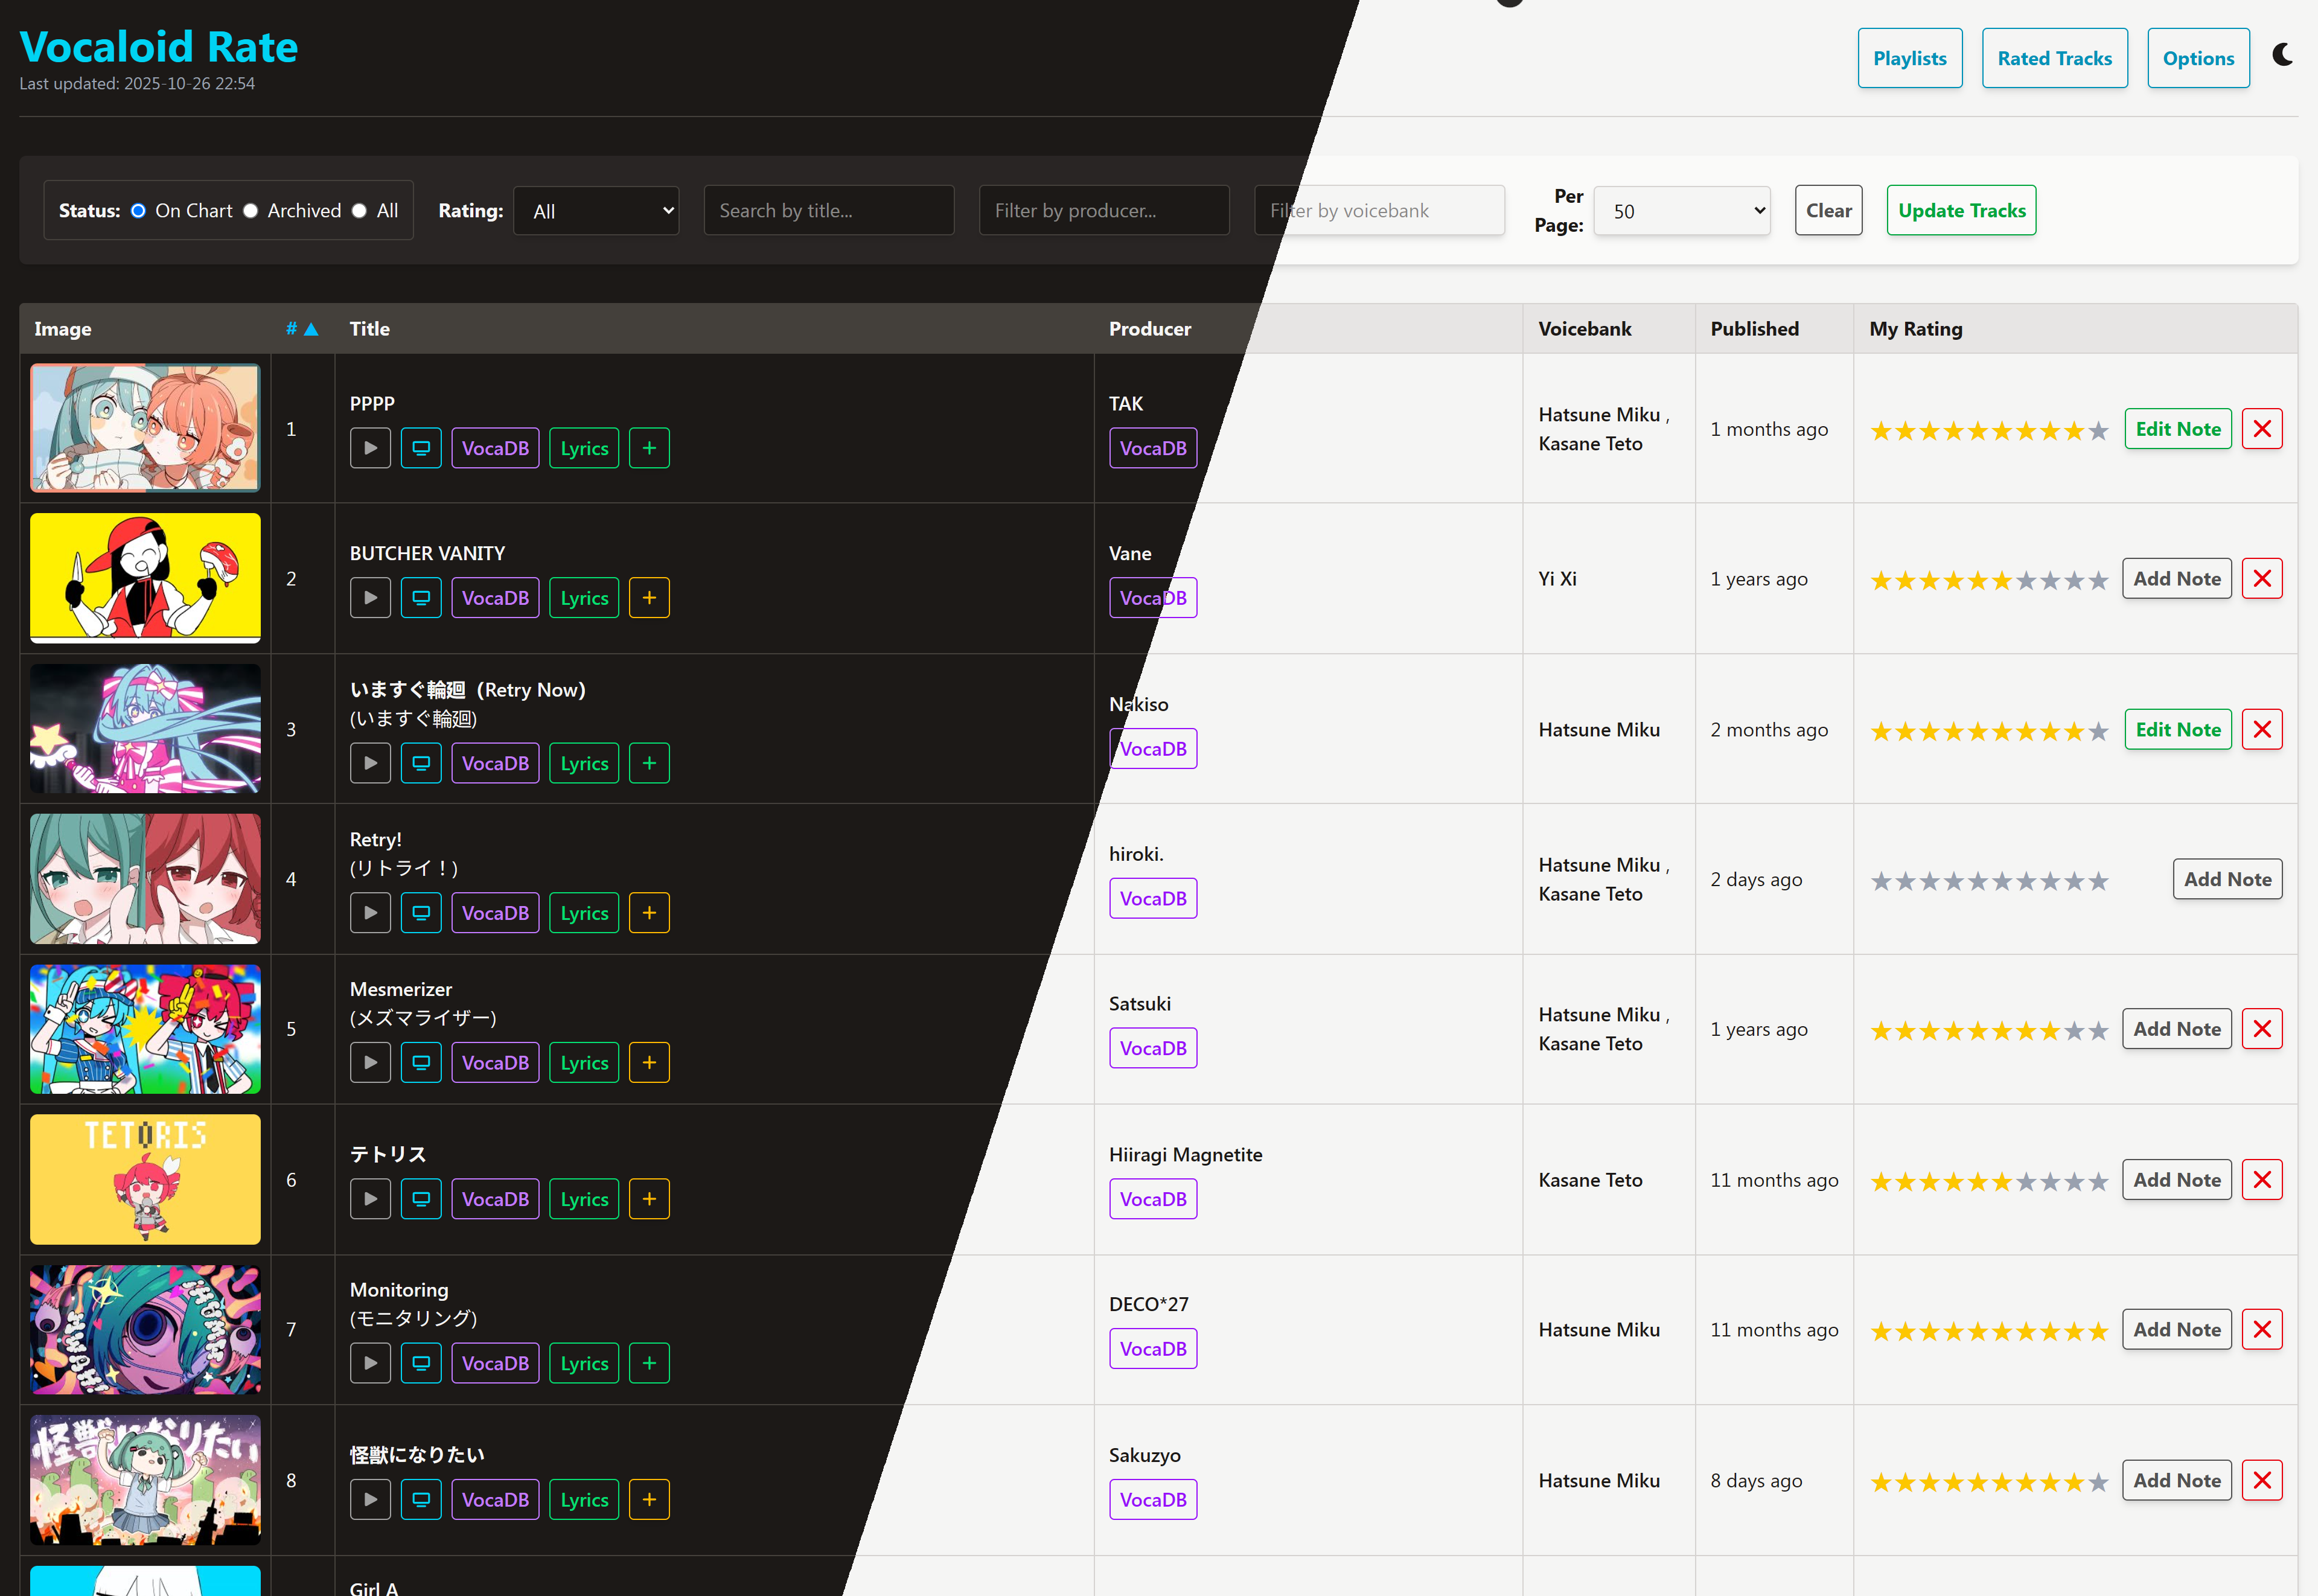 Vocaloid Rate
Last updated: 2025-10-26 22:54
Playlists
Rated Tracks
Options
Status: On Chart Archived All
Rating: All
Search by title...
Filter by producer...
Filter by voicebank
Per Page: 50
Clear
Update Tracks
Image # ▲ Title Producer Voicebank Published My Rating
1
PPPP
VocaDB Lyrics +
TAK
VocaDB
Hatsune Miku ,
Kasane Teto
1 months ago
Edit Note
2
BUTCHER VANITY
VocaDB Lyrics +
Vane
VocaDB
Yi Xi
1 years ago
Add Note
3
いますぐ輪廻（Retry Now)
(いますぐ輪廻)
VocaDB Lyrics +
Nakiso
VocaDB
Hatsune Miku
2 months ago
Edit Note
4
Retry!
(リトライ！)
VocaDB Lyrics +
hiroki.
VocaDB
Hatsune Miku ,
Kasane Teto
2 days ago
Add Note
5
Mesmerizer
(メズマライザー)
VocaDB Lyrics +
Satsuki
VocaDB
Hatsune Miku ,
Kasane Teto
1 years ago
Add Note
TETORIS
6
テトリス
VocaDB Lyrics +
Hiiragi Magnetite
VocaDB
Kasane Teto
11 months ago
Add Note
7
Monitoring
(モニタリング)
VocaDB Lyrics +
DECO*27
VocaDB
Hatsune Miku
11 months ago
Add Note
怪獣になりたい
8
怪獣になりたい
VocaDB Lyrics +
Sakuzyo
VocaDB
Hatsune Miku
8 days ago
Add Note
Girl A